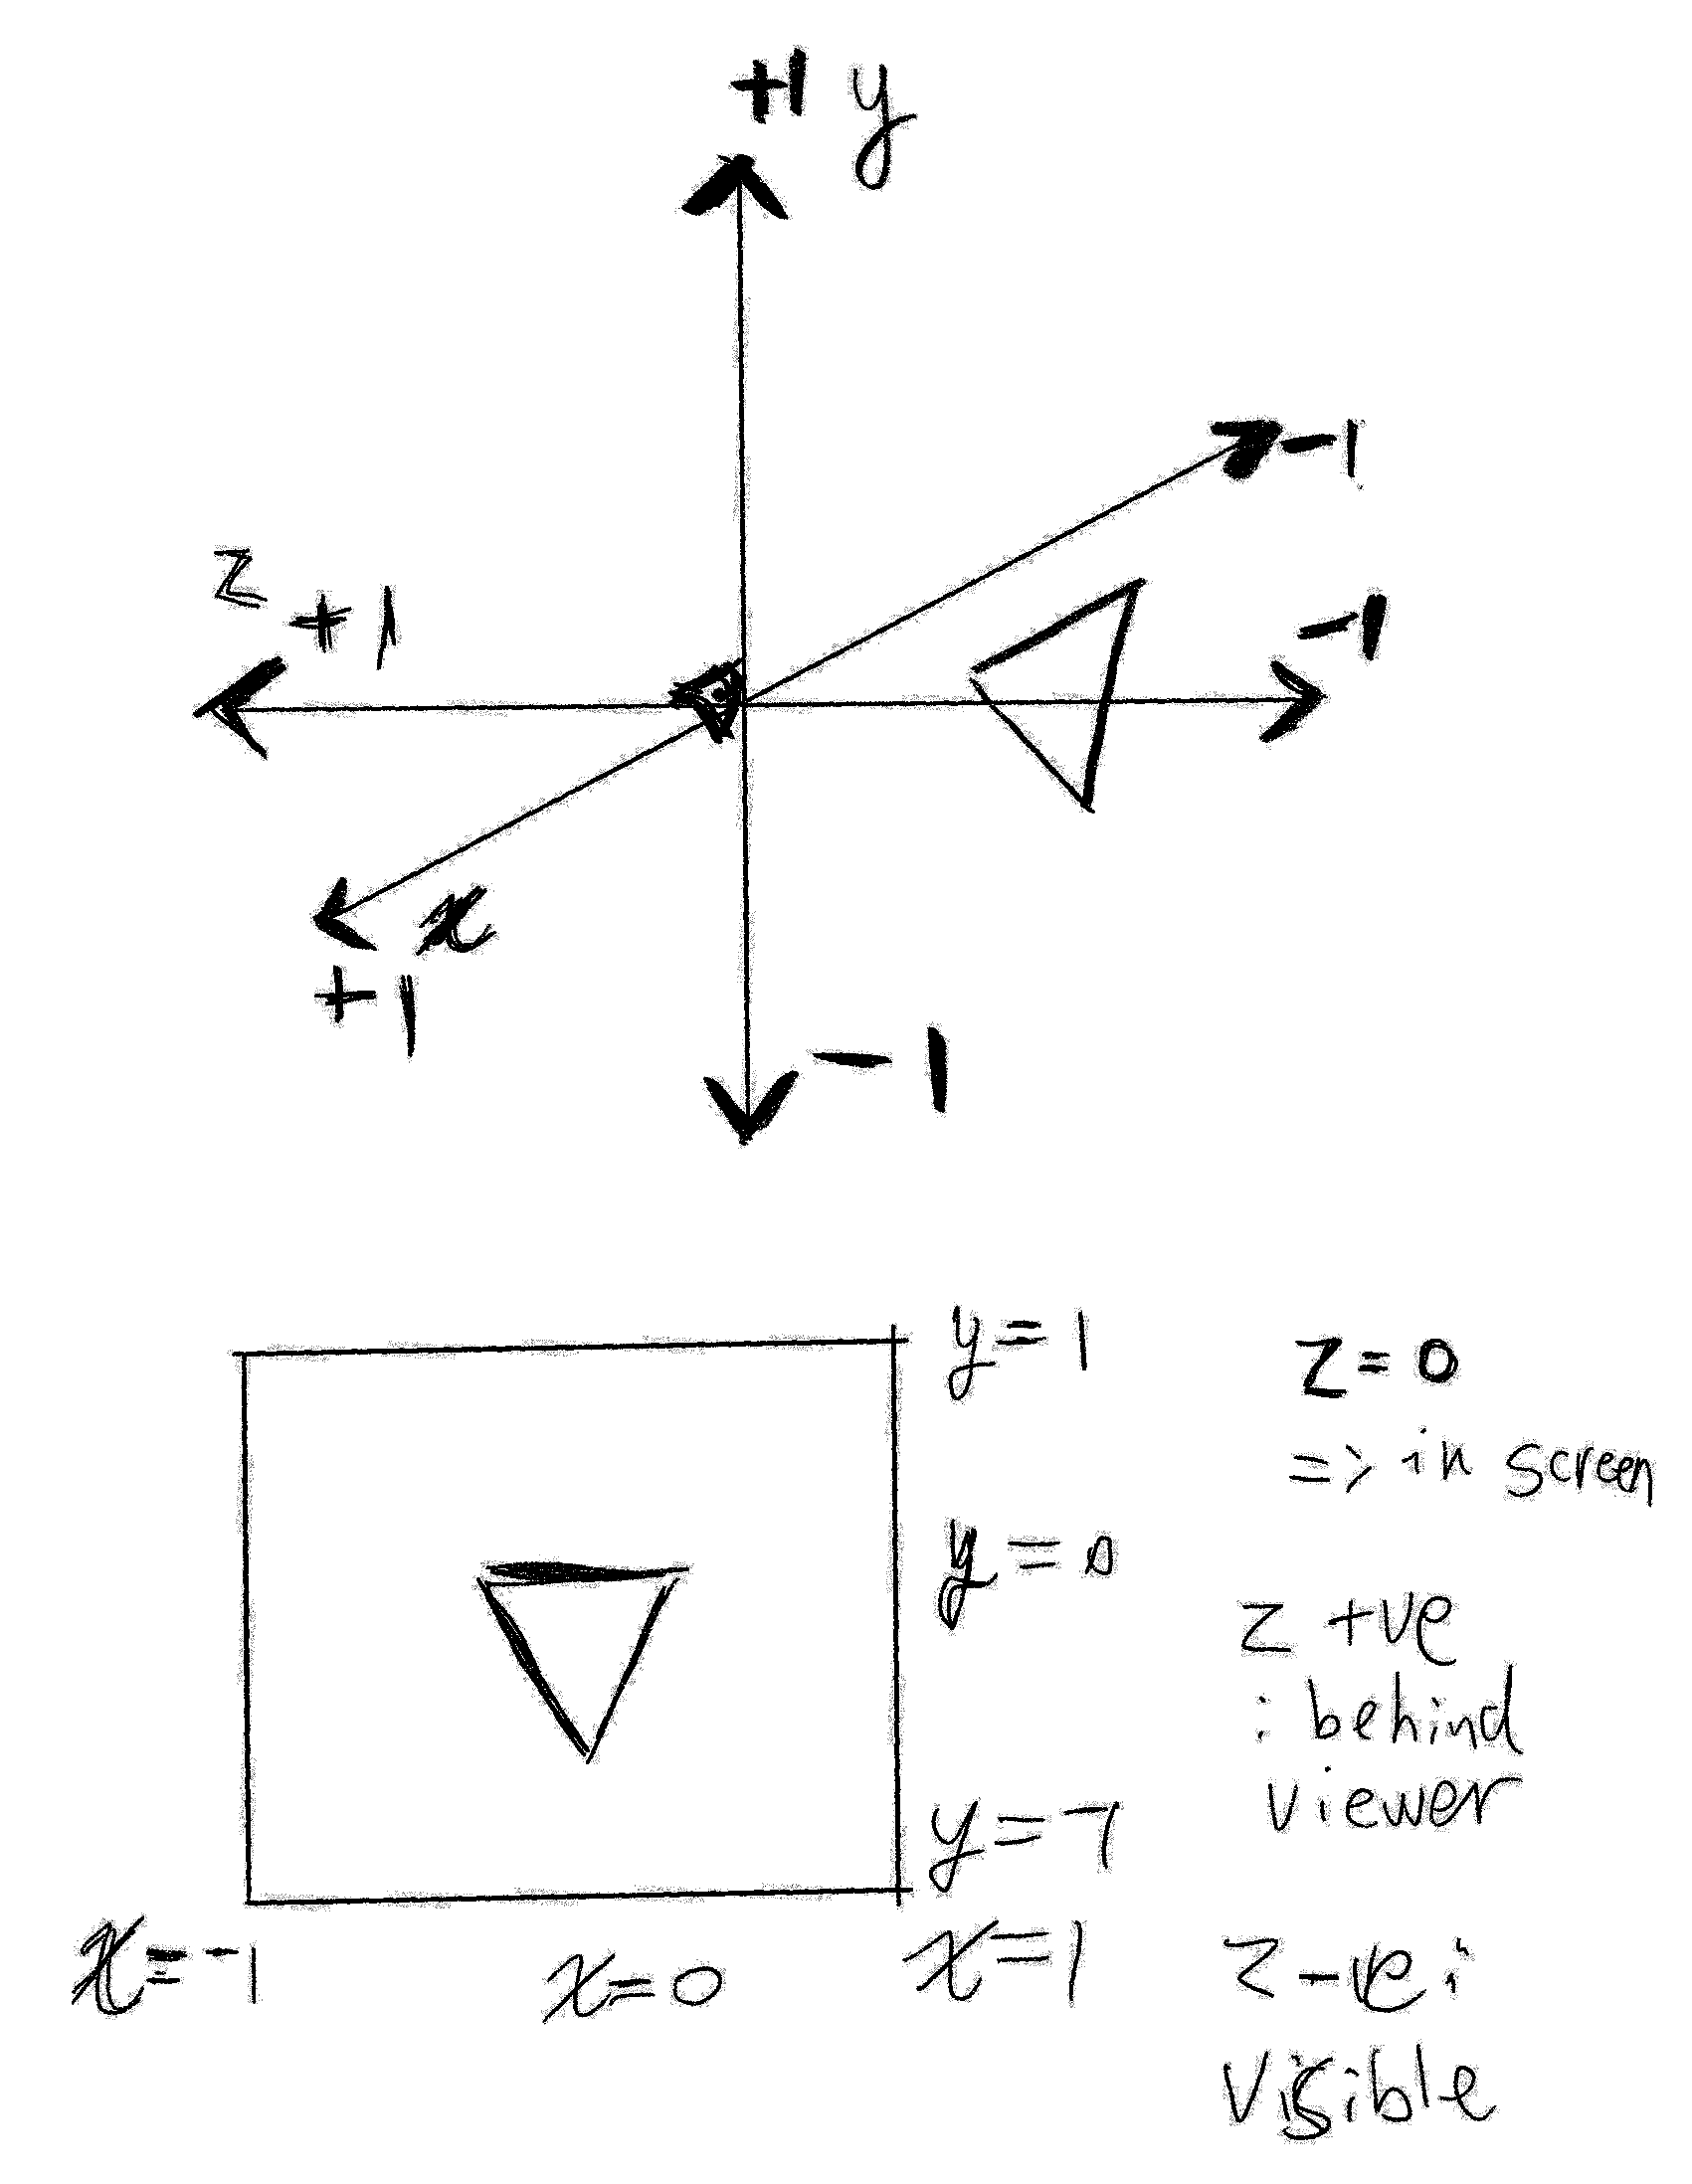 +1 y
-1
z +1
-1
x
+1
-1
y = 1
z = 0
=> in screen
y = 0
z +ve
: behind
viewer
y = -1
x = -1
x = 0
x = 1
z -ve :
visible